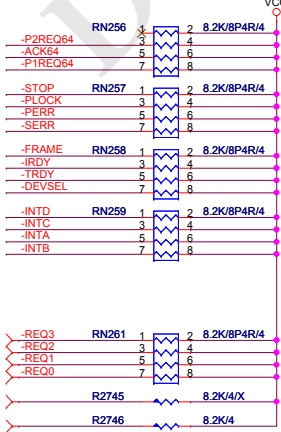 VCC
RN256 1 2 8.2K/8P4R/4
-P2REQ64 3 4
-ACK64 5 6
-P1REQ64 7 8
-STOP RN257 1 2 8.2K/8P4R/4
-PLOCK 3 4
-PERR 5 6
-SERR 7 8
-FRAME RN258 1 2 8.2K/8P4R/4
-IRDY 3 4
-TRDY 5 6
-DEVSEL 7 8
-INTD RN259 1 2 8.2K/8P4R/4
-INTC 3 4
-INTA 5 6
-INTB 7 8
-REQ3 RN261 1 2 8.2K/8P4R/4
-REQ2 3 4
-REQ1 5 6
-REQ0 7 8
R2745 8.2K/4/X
R2746 8.2K/4